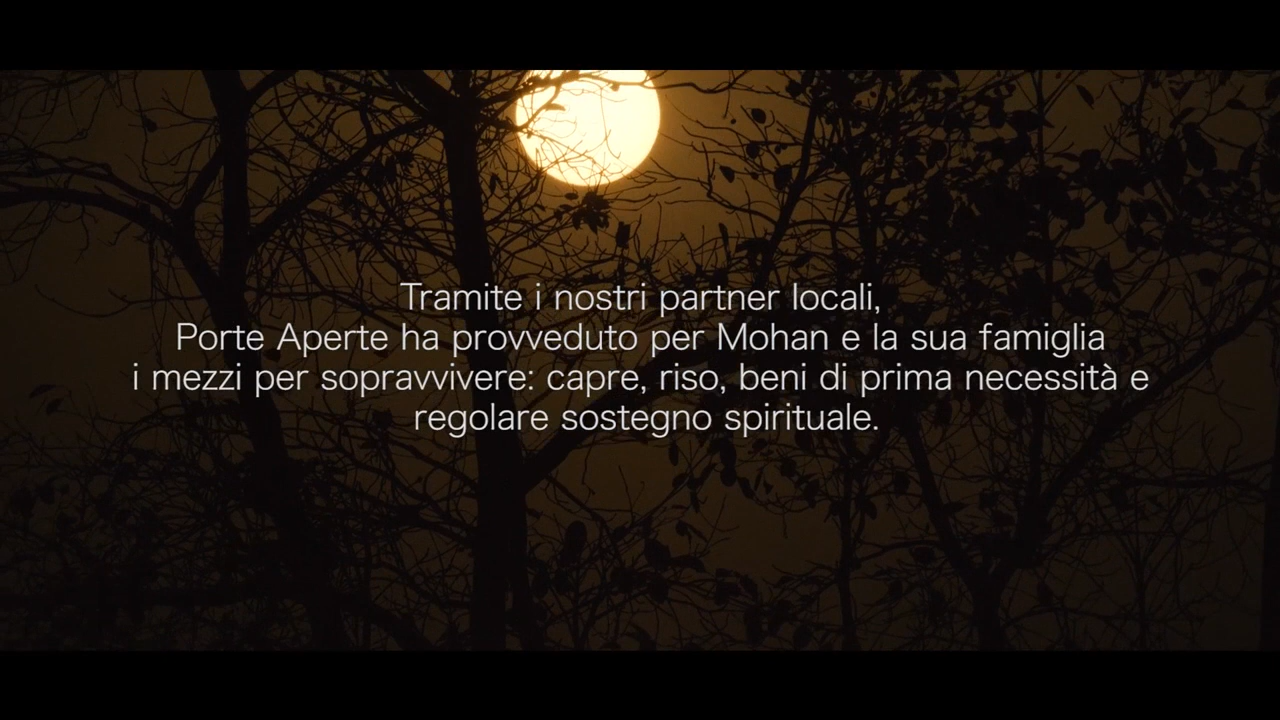 Tramite i nostri partner locali,
Porte Aperte ha provveduto per Mohan e la sua famiglia
i mezzi per sopravvivere: capre, riso, beni di prima necessità e
regolare sostegno spirituale.